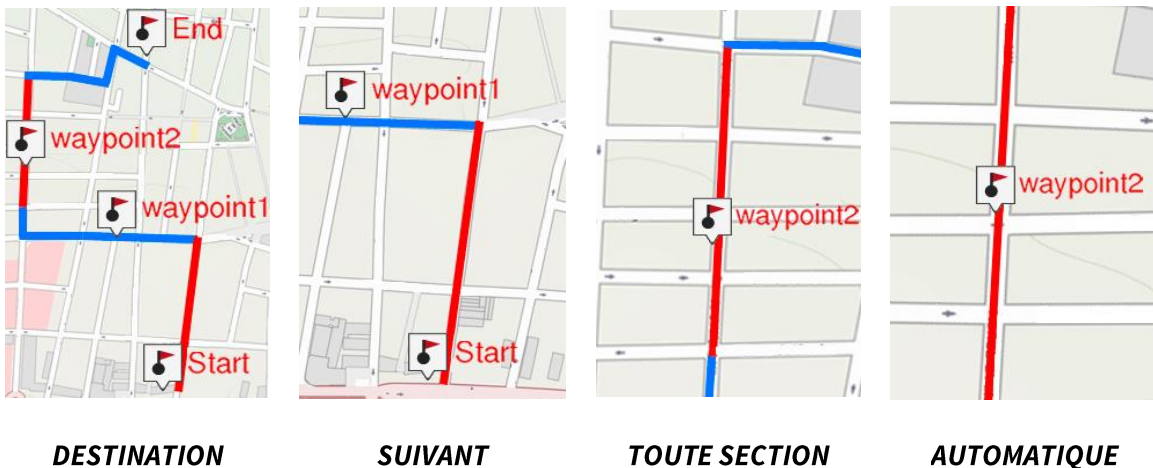 End
waypoint2
waypoint1
Start
waypoint1
Start
waypoint2
waypoint2
DESTINATION
SUIVANT
TOUTE SECTION
AUTOMATIQUE